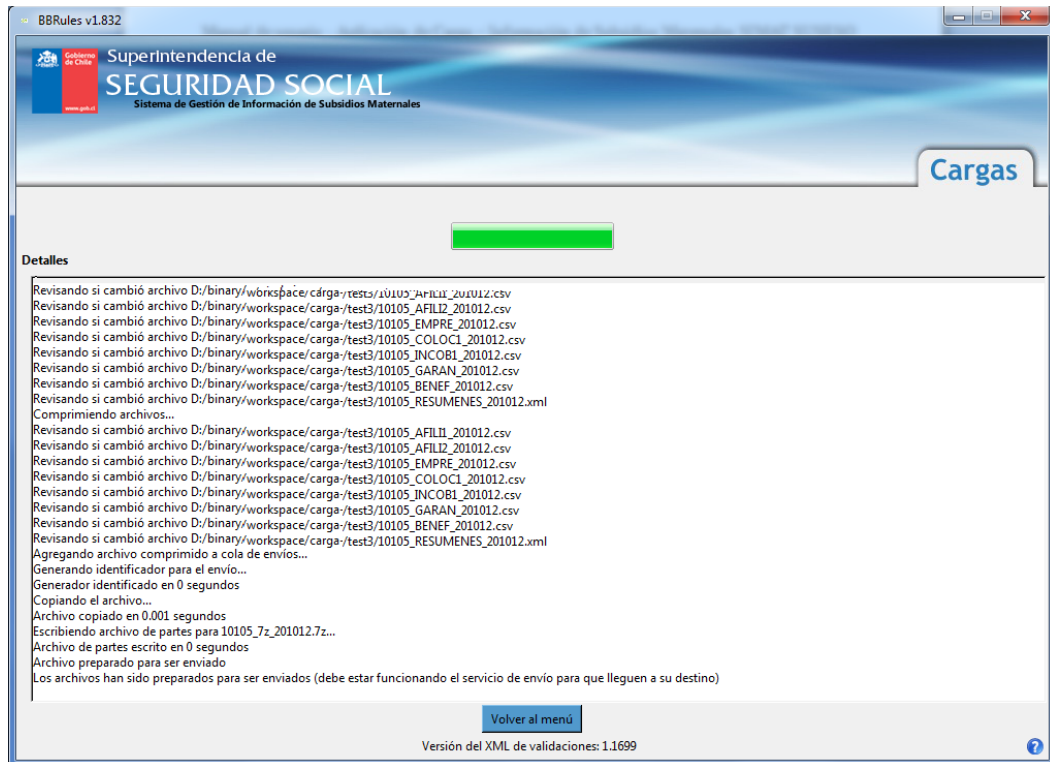 BBRules v1.832
Gobierno
de Chile
www.gob.cl
Superintendencia de
SEGURIDAD SOCIAL
Sistema de Gestión de Información de Subsidios Maternales
Cargas
Detalles
Revisando si cambió archivo D:/binary/workspace/carga-/test3/10105_AFILI1_201012.csv
Revisando si cambió archivo D:/binary/workspace/carga-/test3/10105_AFILI2_201012.csv
Revisando si cambió archivo D:/binary/workspace/carga-/test3/10105_EMPRE_201012.csv
Revisando si cambió archivo D:/binary/workspace/carga-/test3/10105_COLOC1_201012.csv
Revisando si cambió archivo D:/binary/workspace/carga-/test3/10105_INCOB1_201012.csv
Revisando si cambió archivo D:/binary/workspace/carga-/test3/10105_GARAN_201012.csv
Revisando si cambió archivo D:/binary/workspace/carga-/test3/10105_BENEF_201012.csv
Revisando si cambió archivo D:/binary/workspace/carga-/test3/10105_RESUMENES_201012.xml
Comprimiendo archivos...
Revisando si cambió archivo D:/binary/workspace/carga-/test3/10105_AFILI1_201012.csv
Revisando si cambió archivo D:/binary/workspace/carga-/test3/10105_AFILI2_201012.csv
Revisando si cambió archivo D:/binary/workspace/carga-/test3/10105_EMPRE_201012.csv
Revisando si cambió archivo D:/binary/workspace/carga-/test3/10105_COLOC1_201012.csv
Revisando si cambió archivo D:/binary/workspace/carga-/test3/10105_INCOB1_201012.csv
Revisando si cambió archivo D:/binary/workspace/carga-/test3/10105_GARAN_201012.csv
Revisando si cambió archivo D:/binary/workspace/carga-/test3/10105_BENEF_201012.csv
Revisando si cambió archivo D:/binary/workspace/carga-/test3/10105_RESUMENES_201012.xml
Agregando archivo comprimido a cola de envíos...
Generando identificador para el envío...
Generador identificado en 0 segundos
Copiando el archivo...
Archivo copiado en 0.001 segundos
Escribiendo archivo de partes para 10105_7z_201012.7z...
Archivo de partes escrito en 0 segundos
Archivo preparado para ser enviado
Los archivos han sido preparados para ser enviados (debe estar funcionando el servicio de envío para que lleguen a su destino)
Volver al menú
Versión del XML de validaciones: 1.1699